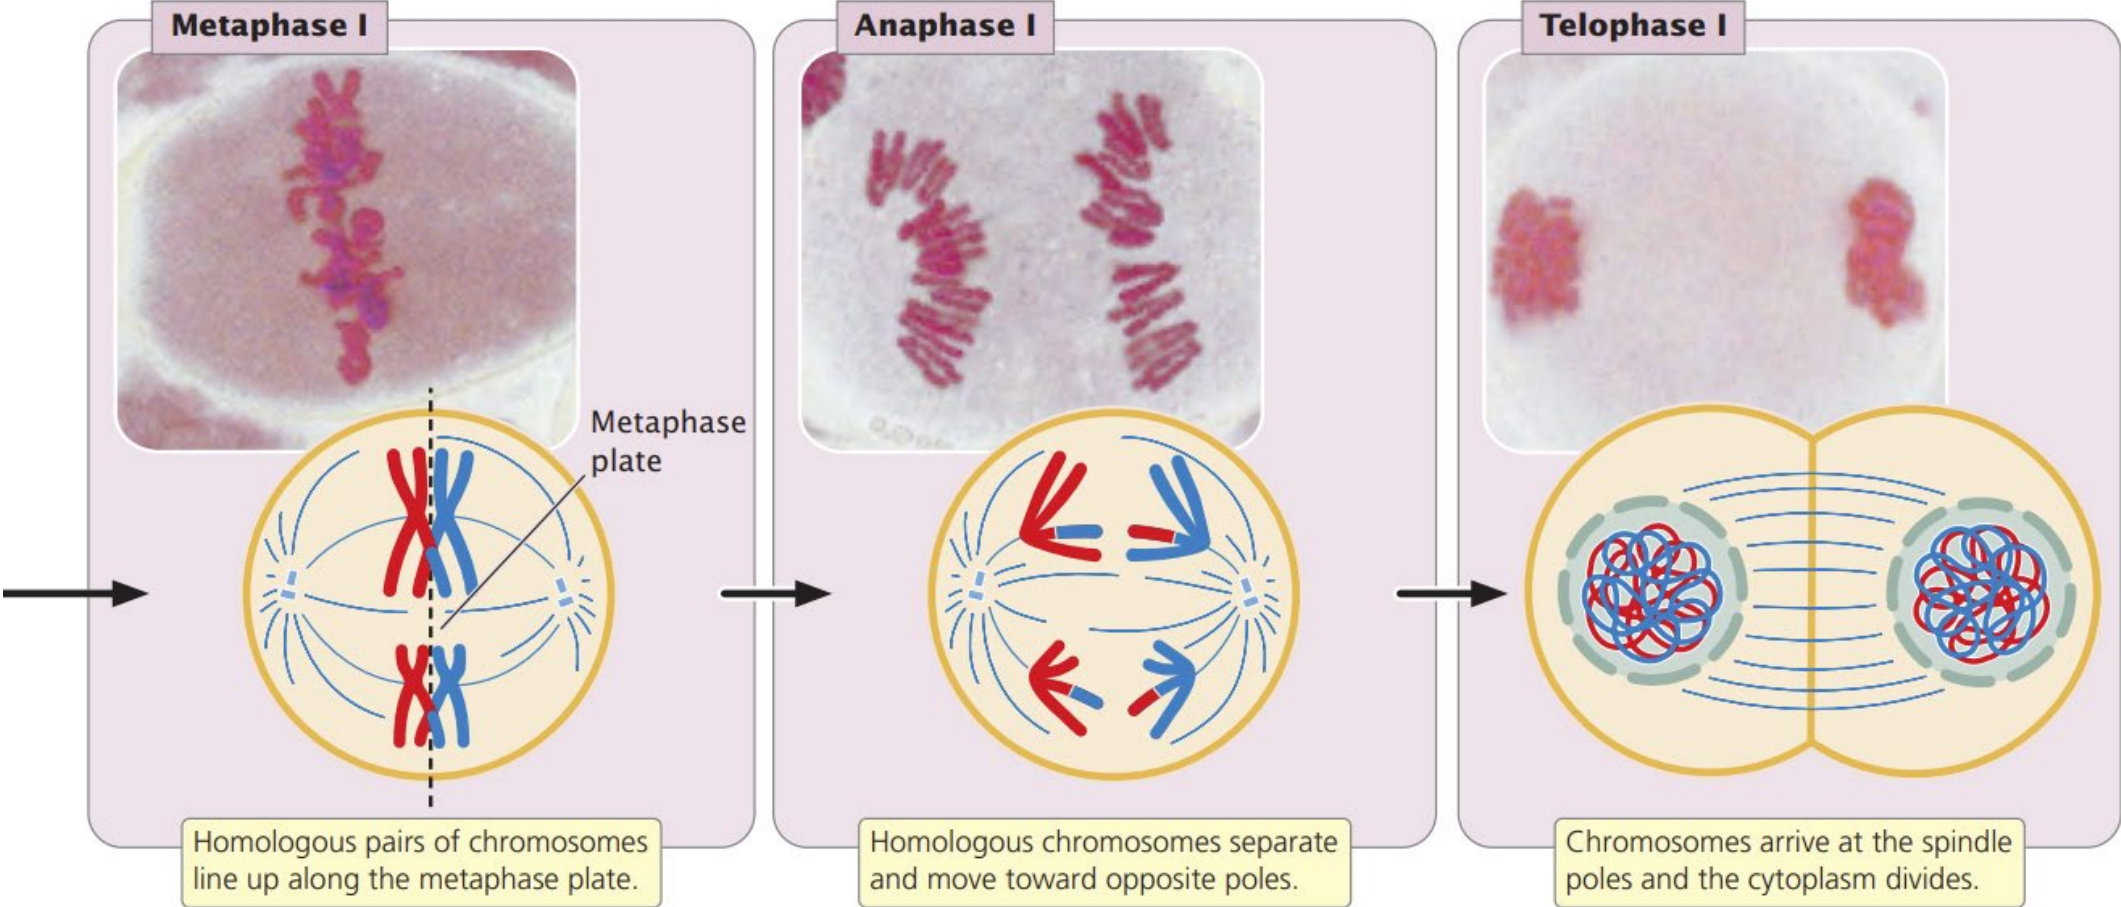 Metaphase I
Metaphase
plate
Homologous pairs of chromosomes
line up along the metaphase plate.
Anaphase I
Homologous chromosomes separate
and move toward opposite poles.
Telophase I
Chromosomes arrive at the spindle
poles and the cytoplasm divides.